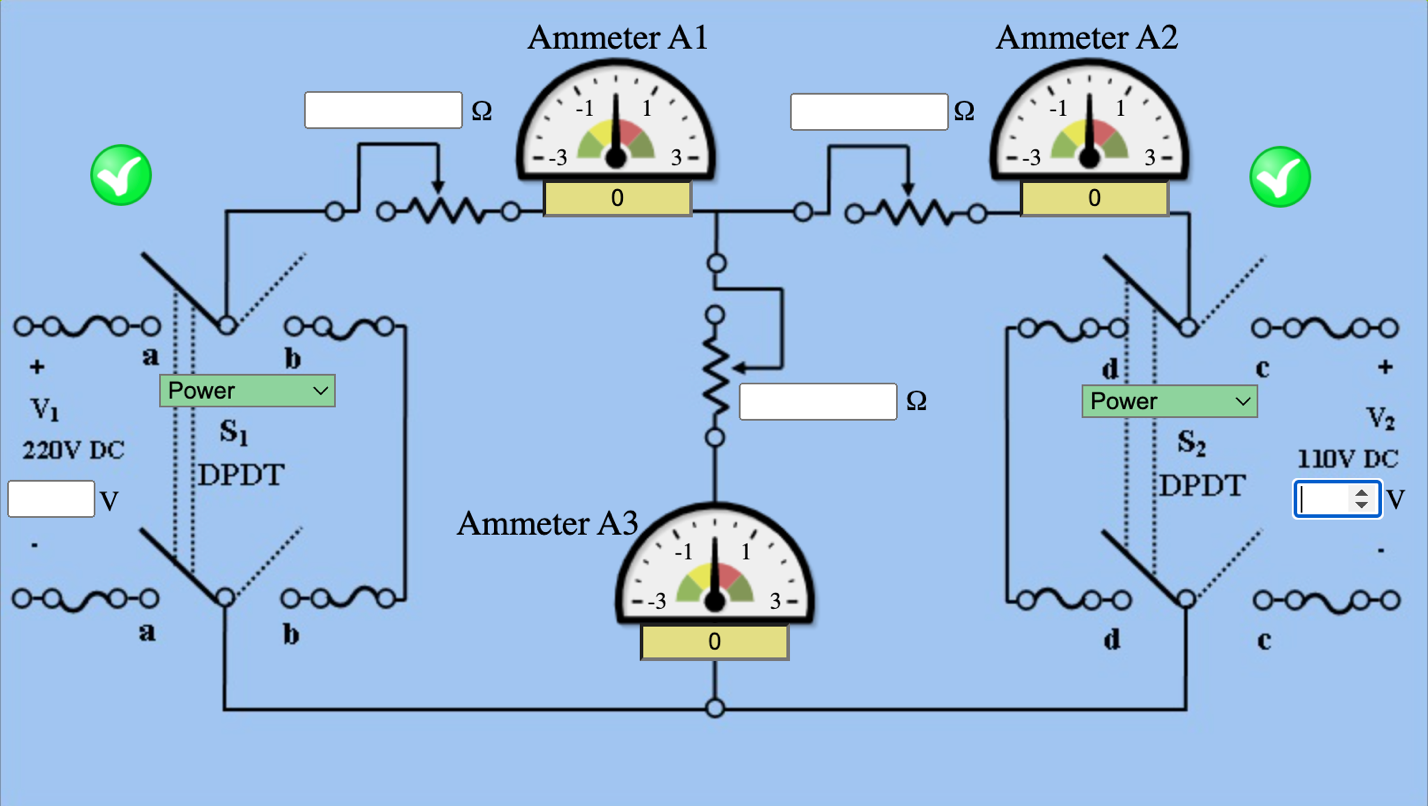 Ammeter A1
Ammeter A2
Ω
Ω
-1 1
-3 3
0
-1 1
-3 3
0
a
b
d
c
+
+
Power
Power
V1
V2
S1
S2
220V DC
110V DC
DPDT
DPDT
V
V
Ω
Ammeter A3
-1 1
-3 3
0
-
-
a
b
d
c